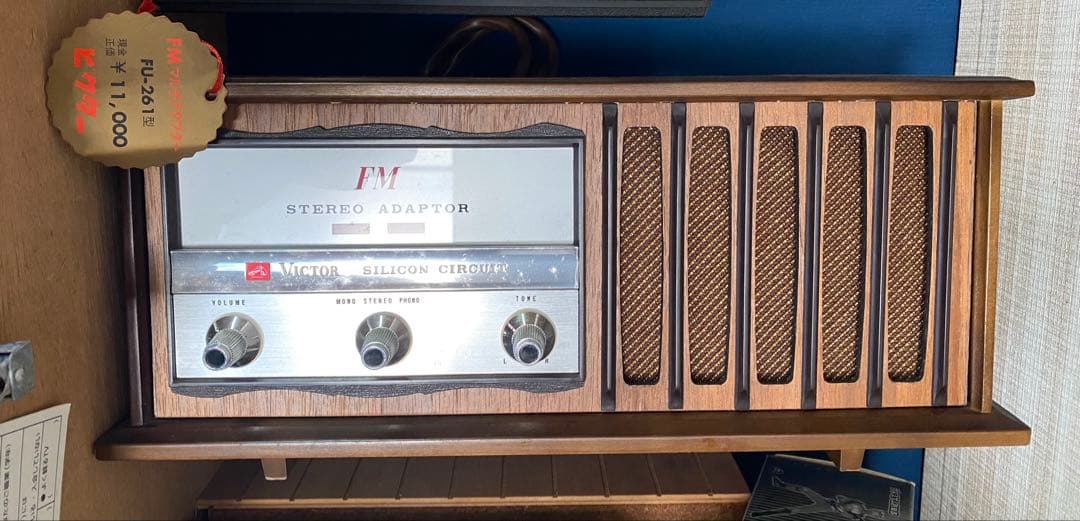 FMマルチアダプター
FU-261型
現金正価 ¥11,000
ビクター
FM
STEREO ADAPTOR
VICTOR SILICON CIRCUIT
VOLUME
MONO STEREO PHONO
TONE
L
H